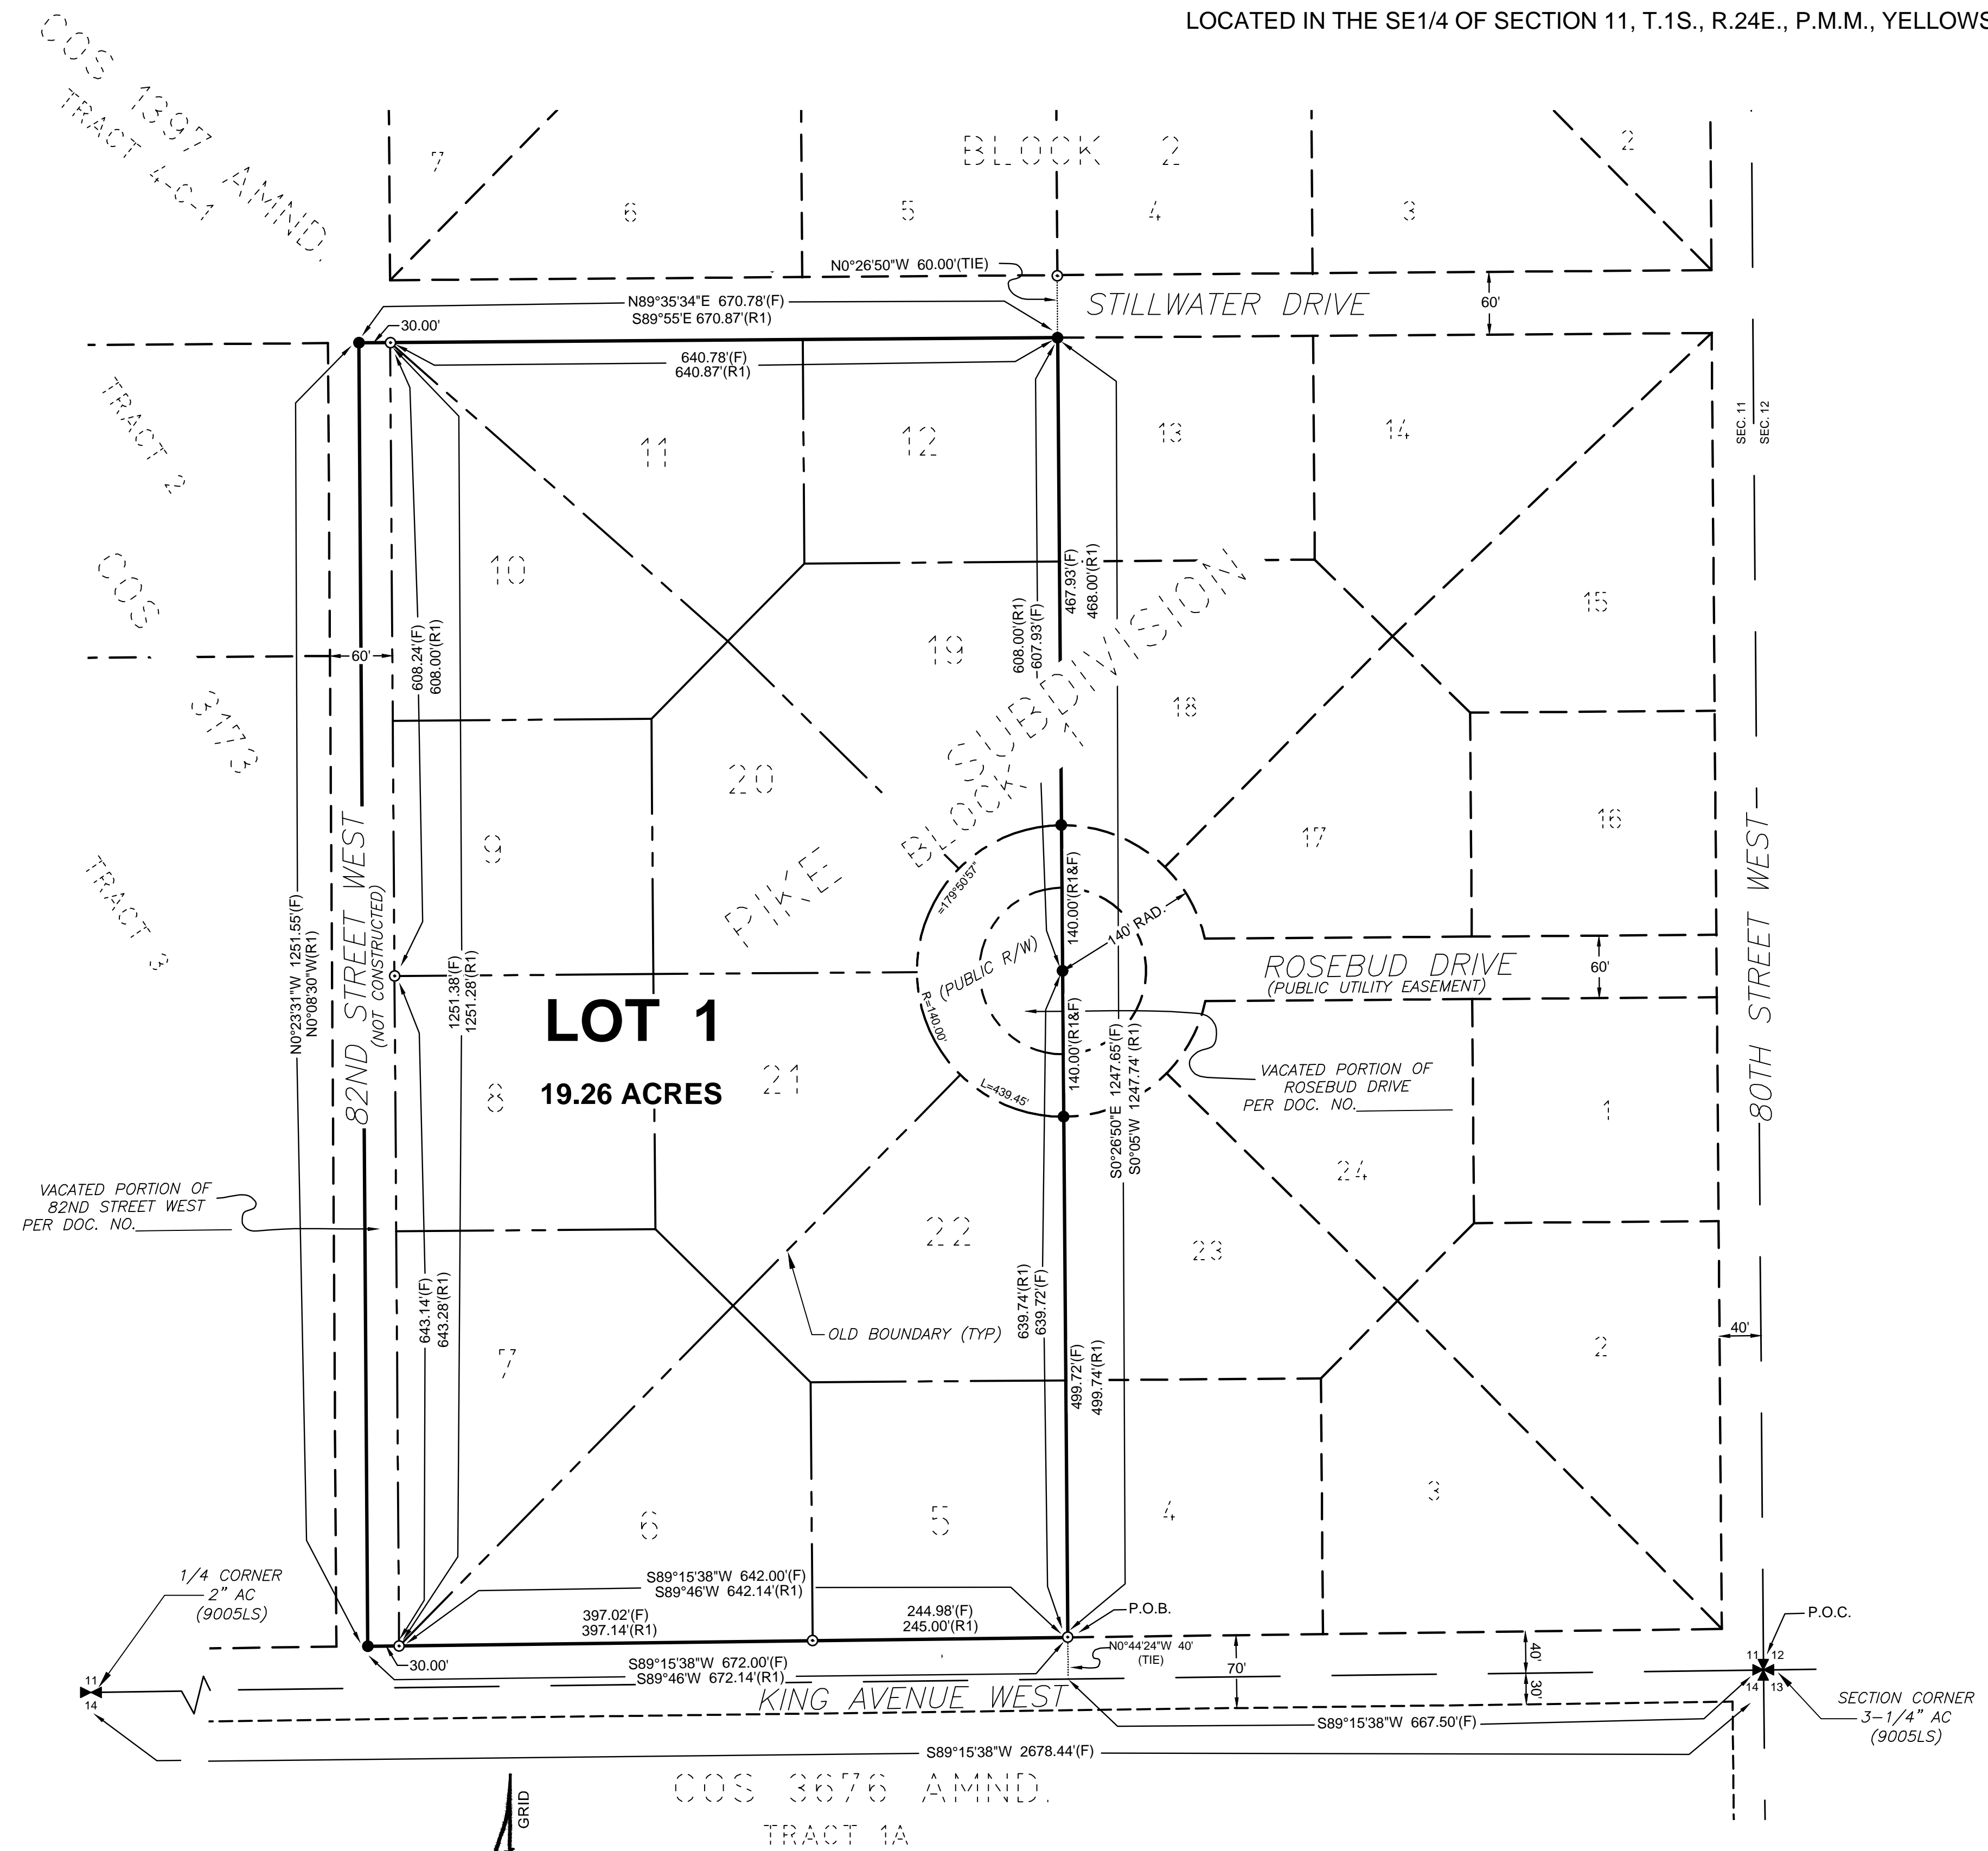 LOCATED IN THE SE1/4 OF SECTION 11, T.1S., R.24E., P.M.M., YELLOWS
COS 1397 AMND.
TRACT 4-C-1
BLOCK 2
7
6
5
4
3
2
N0°26'50"W 60.00'(TIE)
STILLWATER DRIVE
60'
N89°35'34"E 670.78'(F)
S89°55'E 670.87'(R1)
30.00'
640.78'(F)
640.87'(R1)
TRACT 2
COS 3173
TRACT 3
SEC. 11
SEC. 12
11
12
13
14
10
15
19
18
20
9
17
16
60'
608.24'(F)
608.00'(R1)
608.00'(R1)
607.93'(F)
467.93'(F)
468.00'(R1)
PIKE SUBDIVISION
BLOCK 1
N0°23'31"W 1251.55'(F)
N0°08'30"W(R1)
82ND STREET WEST
(NOT CONSTRUCTED)
1251.38'(F)
1251.28'(R1)
=179°50'57"
R=140.00'
L=439.45'
(PUBLIC R/W)
140.00'(R1&F)
140' RAD.
140.00'(R1&F)
S0°26'50"E 1247.65'(F)
S0°05'W 1247.74' (R1)
ROSEBUD DRIVE
(PUBLIC UTILITY EASEMENT)
60'
80TH STREET WEST
LOT 1
19.26 ACRES
8
21
VACATED PORTION OF
ROSEBUD DRIVE
PER DOC. NO.
1
24
VACATED PORTION OF
82ND STREET WEST
PER DOC. NO.
22
23
643.14'(F)
643.28'(R1)
OLD BOUNDARY (TYP)
639.74'(R1)
639.72'(F)
499.72'(F)
499.74'(R1)
40'
7
2
6
5
4
3
1/4 CORNER
2" AC
(9005LS)
S89°15'38"W 642.00'(F)
S89°46'W 642.14'(R1)
397.02'(F)
397.14'(R1)
244.98'(F)
245.00'(R1)
P.O.B.
P.O.C.
30.00'
S89°15'38"W 672.00'(F)
S89°46'W 672.14'(R1)
N0°44'24"W 40'
(TIE)
70'
40'
30'
11
14
11
12
14
13
KING AVENUE WEST
S89°15'38"W 667.50'(F)
SECTION CORNER
3-1/4" AC
(9005LS)
S89°15'38"W 2678.44'(F)
COS 3676 AMND.
TRACT 1A
GRID